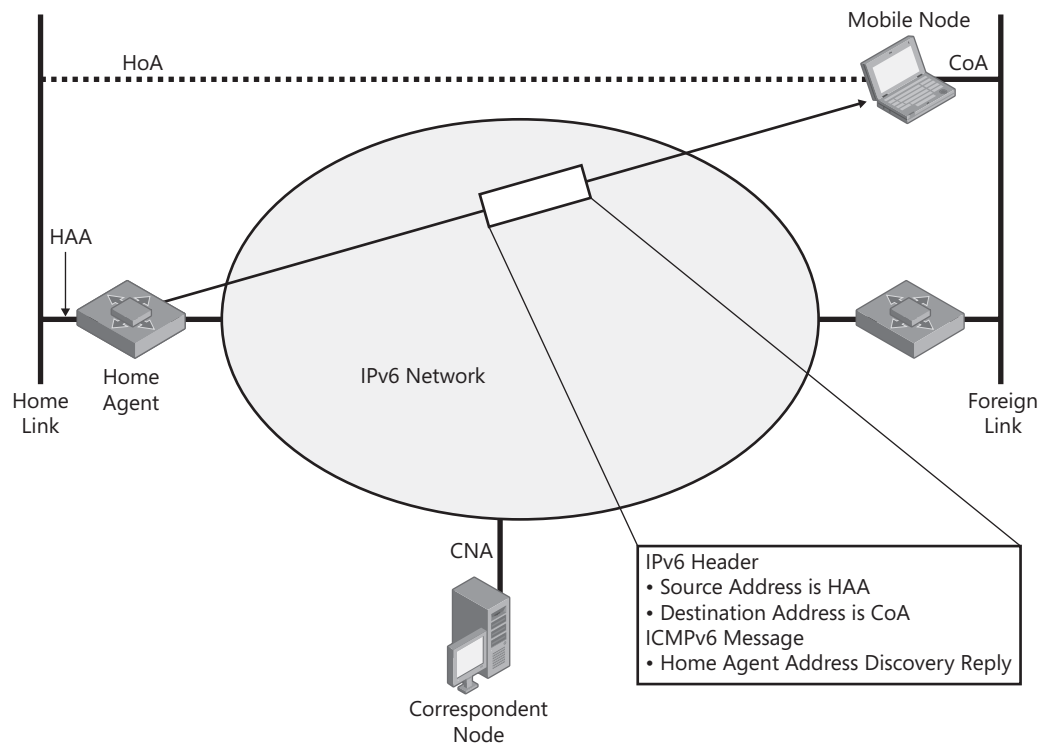 Mobile Node
HoA
CoA
HAA
Home
Agent
Home
Link
IPv6 Network
Foreign
Link
CNA
IPv6 Header
• Source Address is HAA
• Destination Address is CoA
ICMPv6 Message
• Home Agent Address Discovery Reply
Correspondent
Node